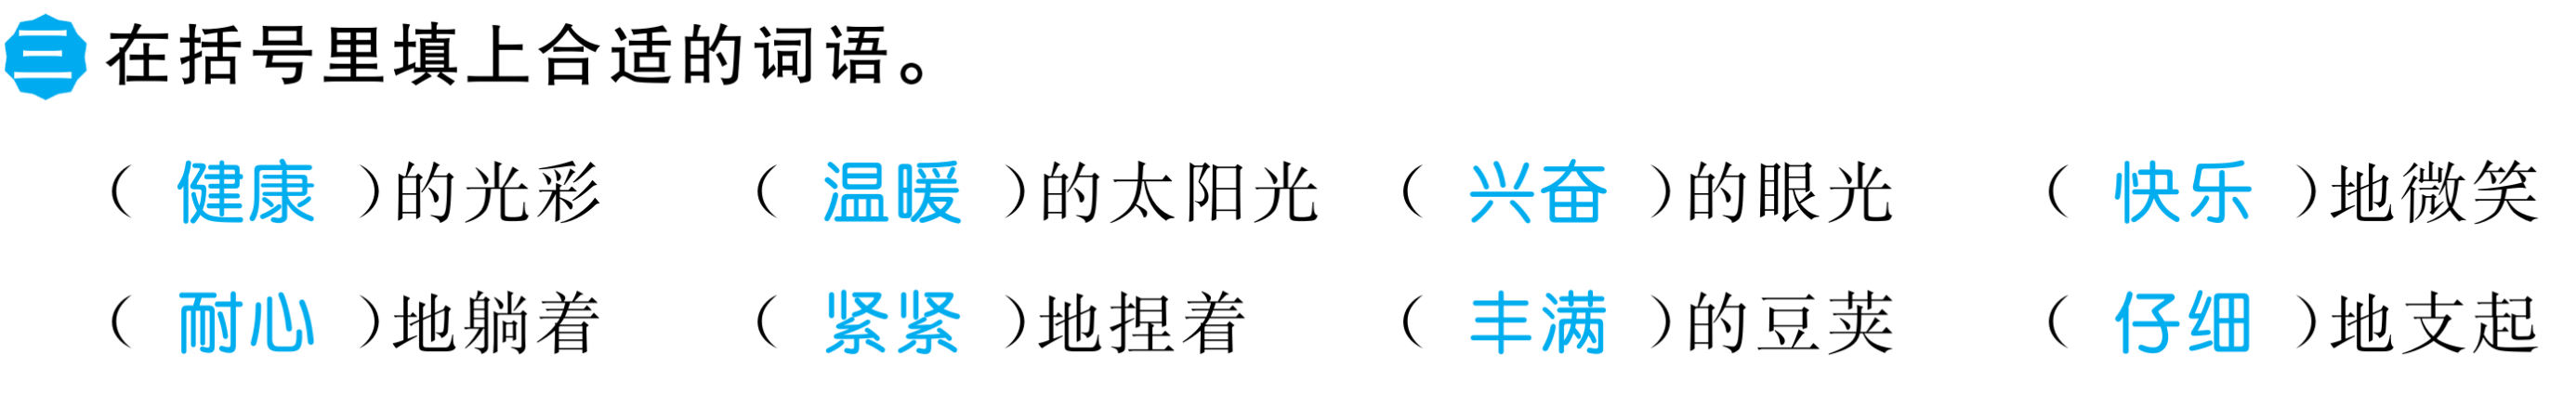 三 在括号里填上合适的词语。
（ 健康 ）的光彩 （ 温暖 ）的太阳光 （ 兴奋 ）的眼光 （ 快乐 ）地微笑
（ 耐心 ）地躺着 （ 紧紧 ）地捏着 （ 丰满 ）的豆荚 （ 仔细 ）地支起